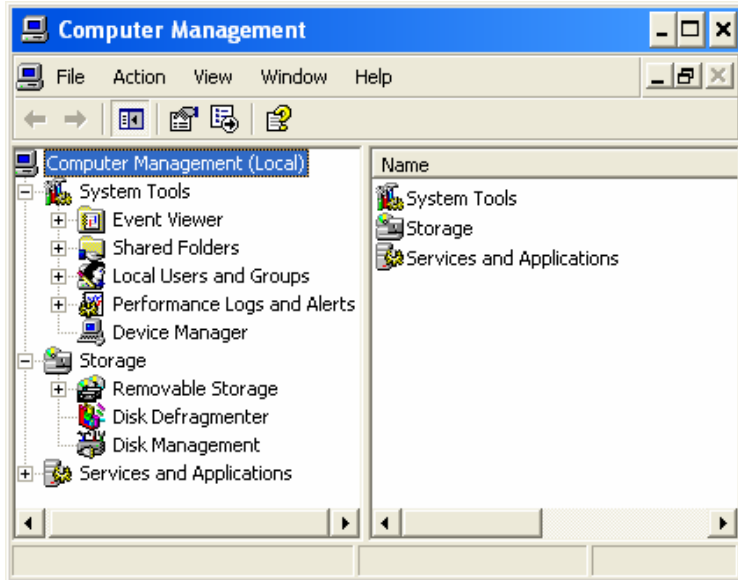 Computer Management
File Action View Window Help
Computer Management (Local)
System Tools
Event Viewer
Shared Folders
Local Users and Groups
Performance Logs and Alerts
Device Manager
Storage
Removable Storage
Disk Defragmenter
Disk Management
Services and Applications
Name
System Tools
Storage
Services and Applications